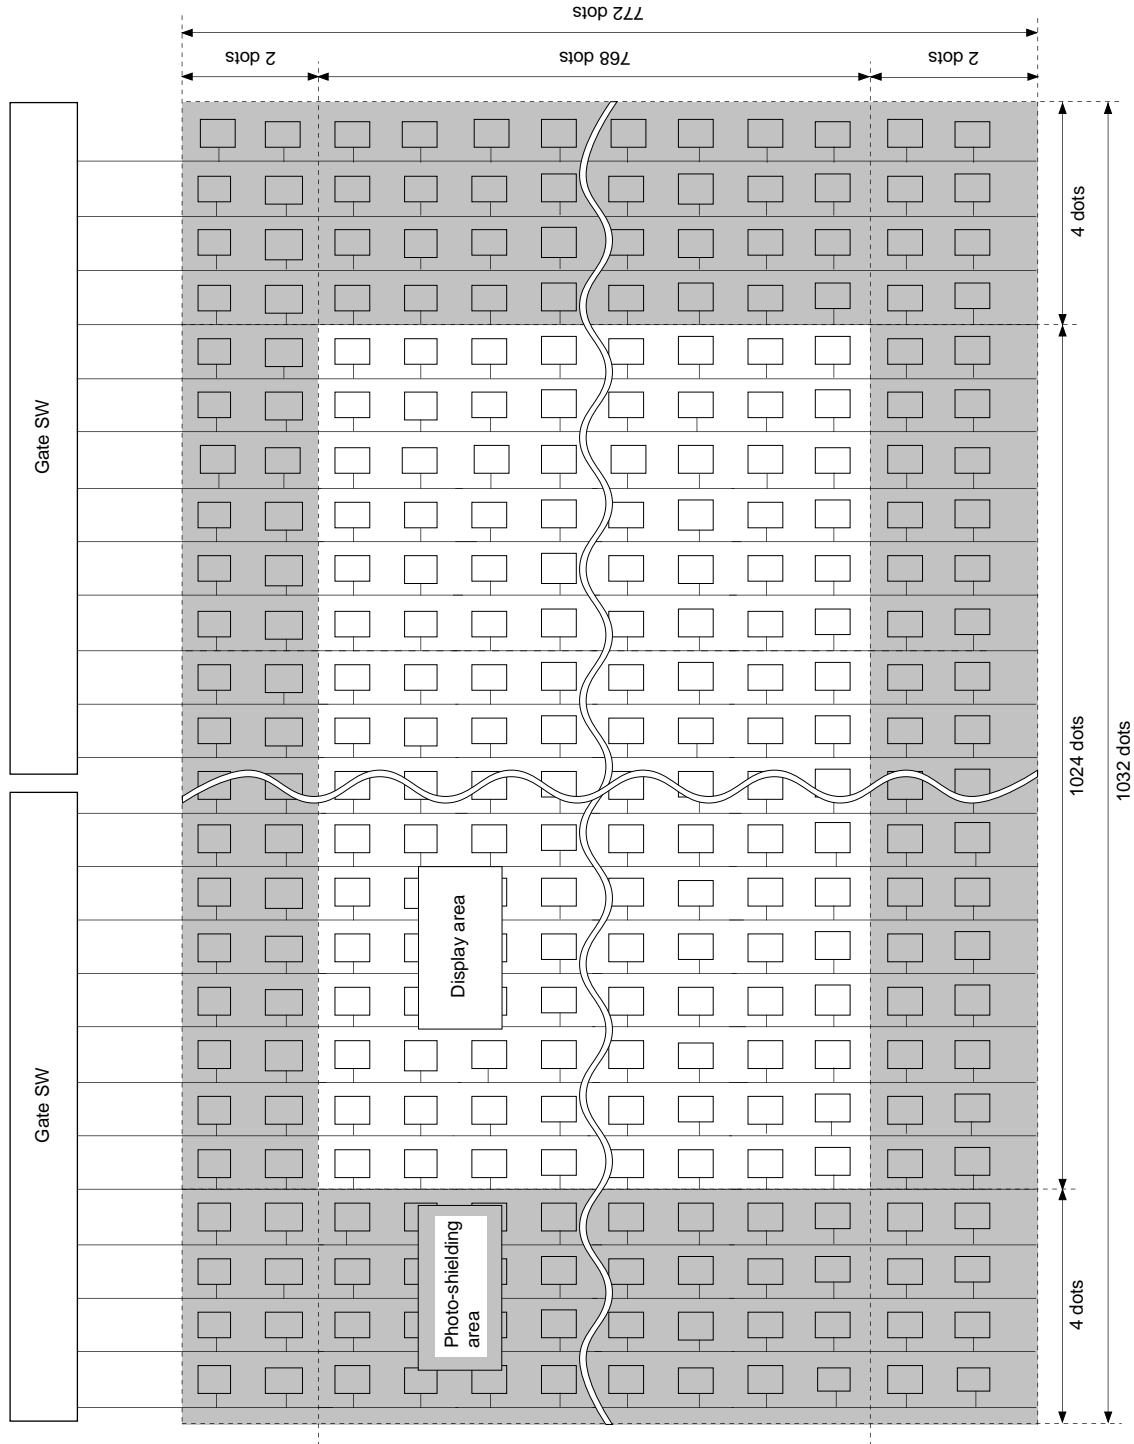 772 dots
2 dots
768 dots
2 dots
Gate SW
4 dots
Gate SW
Display area
1024 dots
1032 dots
Photo-shielding
area
4 dots